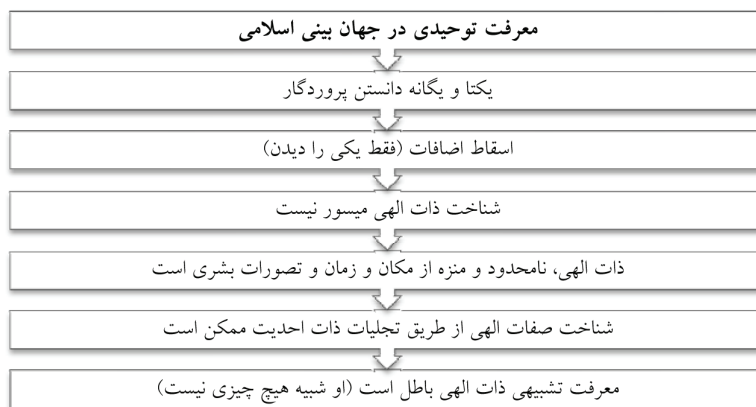 معرفت توحیدی در جهان بینی اسلامی
یکتا و یگانه دانستن پروردگار
اسقاط اضافات (فقط یکی را دیدن)
شناخت ذات الهی میسور نیست
ذات الهی، نامحدود و منزه از مکان و زمان و تصورات بشری است
شناخت صفات الهی از طریق تجلیات ذات احدیت ممکن است
معرفت تشبیهی ذات الهی باطل است (او شبیه هیچ چیزی نیست)